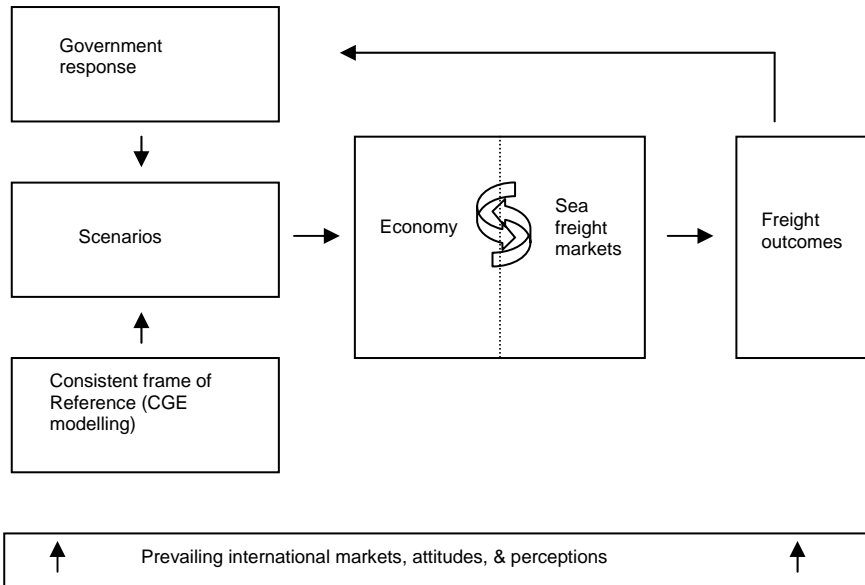 Government
response
Scenarios
Economy
Sea
freight
markets
Freight
outcomes
Consistent frame of
Reference (CGE
modelling)
Prevailing international markets, attitudes, & perceptions